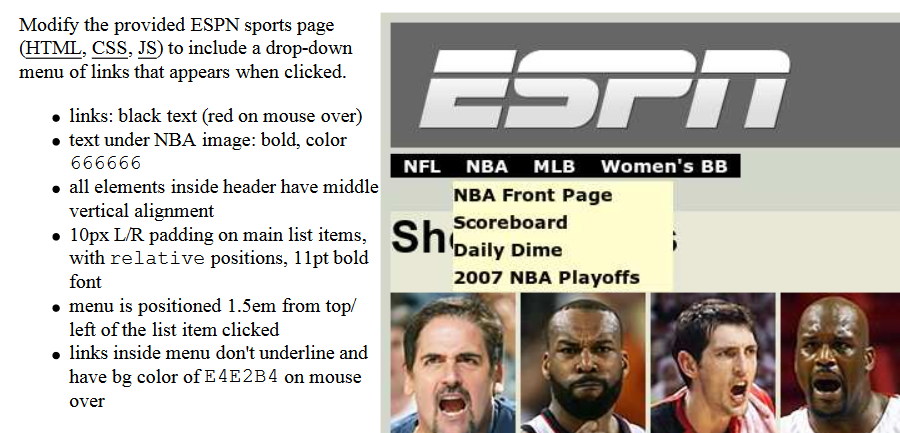 Modify the provided ESPN sports page
(HTML, CSS, JS) to include a drop-down
menu of links that appears when clicked.
• links: black text (red on mouse over)
• text under NBA image: bold, color
666666
• all elements inside header have middle
vertical alignment
• 10px L/R padding on main list items,
with relative positions, 11pt bold
font
• menu is positioned 1.5em from top/
left of the list item clicked
• links inside menu don't underline and
have bg color of E4E2B4 on mouse
over
ESPN
NFL NBA MLB Women's BB
NBA Front Page
Scoreboard
Daily Dime
2007 NBA Playoffs
Sh